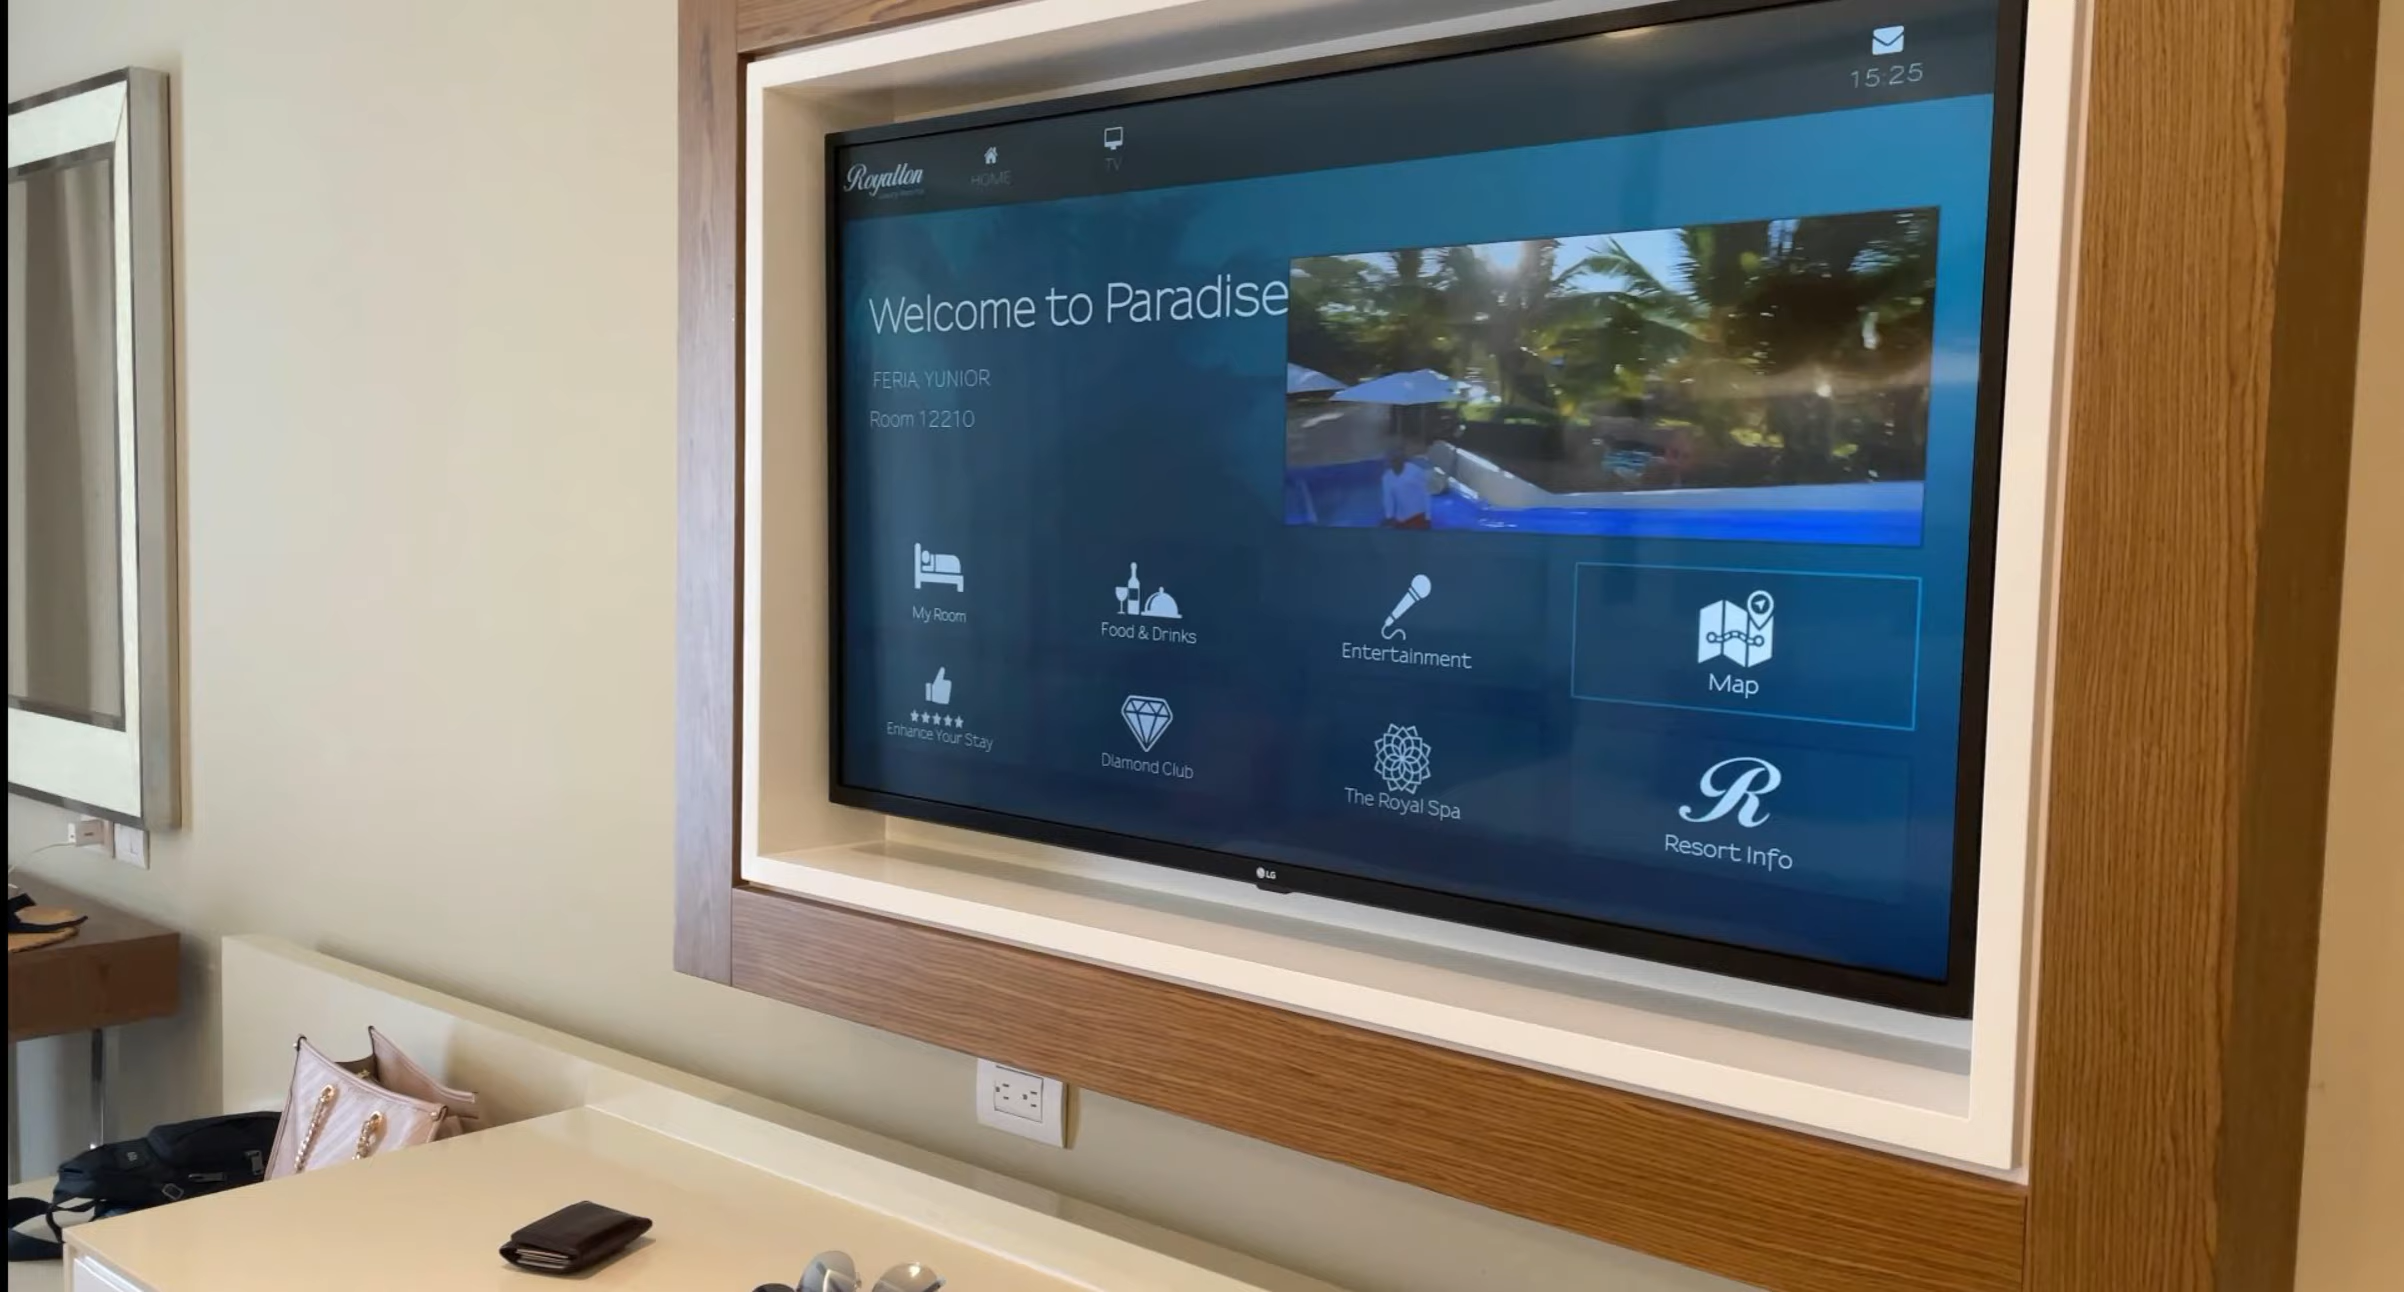 15:25
Royalton
HOME
TV
Welcome to Paradise
FERIA, YUNIOR
Room 12210
My Room
Food & Drinks
Entertainment
Map
Enhance Your Stay
Diamond Club
The Royal Spa
R
Resort Info
LG